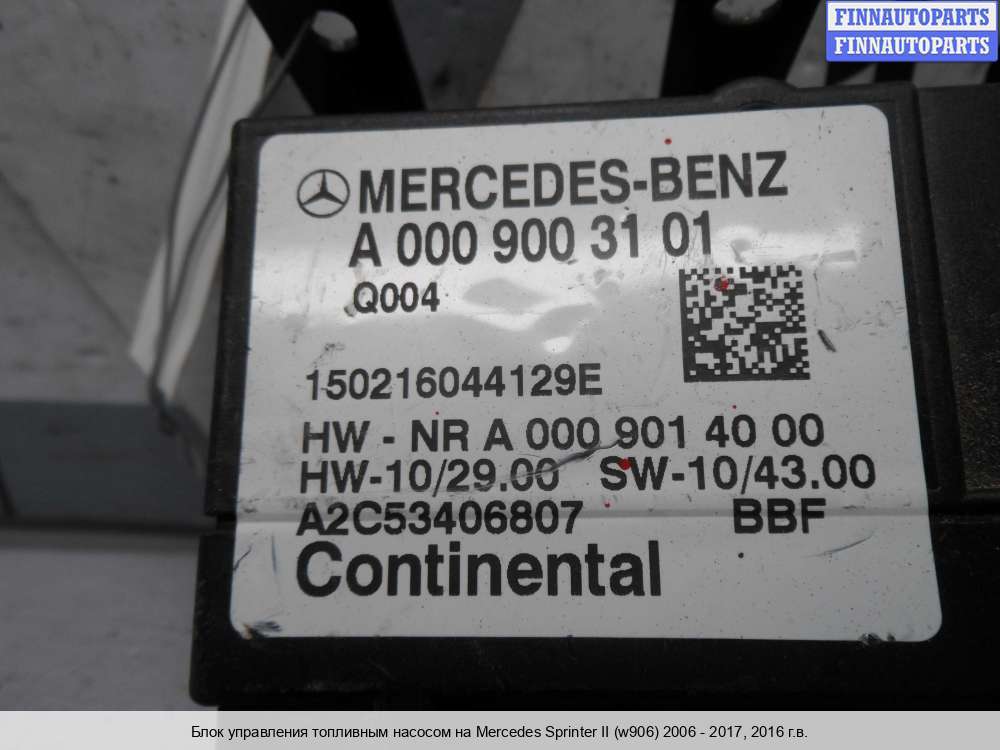 FINNAUTOPARTS
FINNAUTOPARTS
MERCEDES-BENZ
A 000 900 31 01
Q004
150216044129E
HW - NR A 000 901 40 00
HW-10/29.00 SW-10/43.00
A2C53406807 BBF
Continental
Блок управления топливным насосом на Mercedes Sprinter II (w906) 2006 - 2017, 2016 г.в.